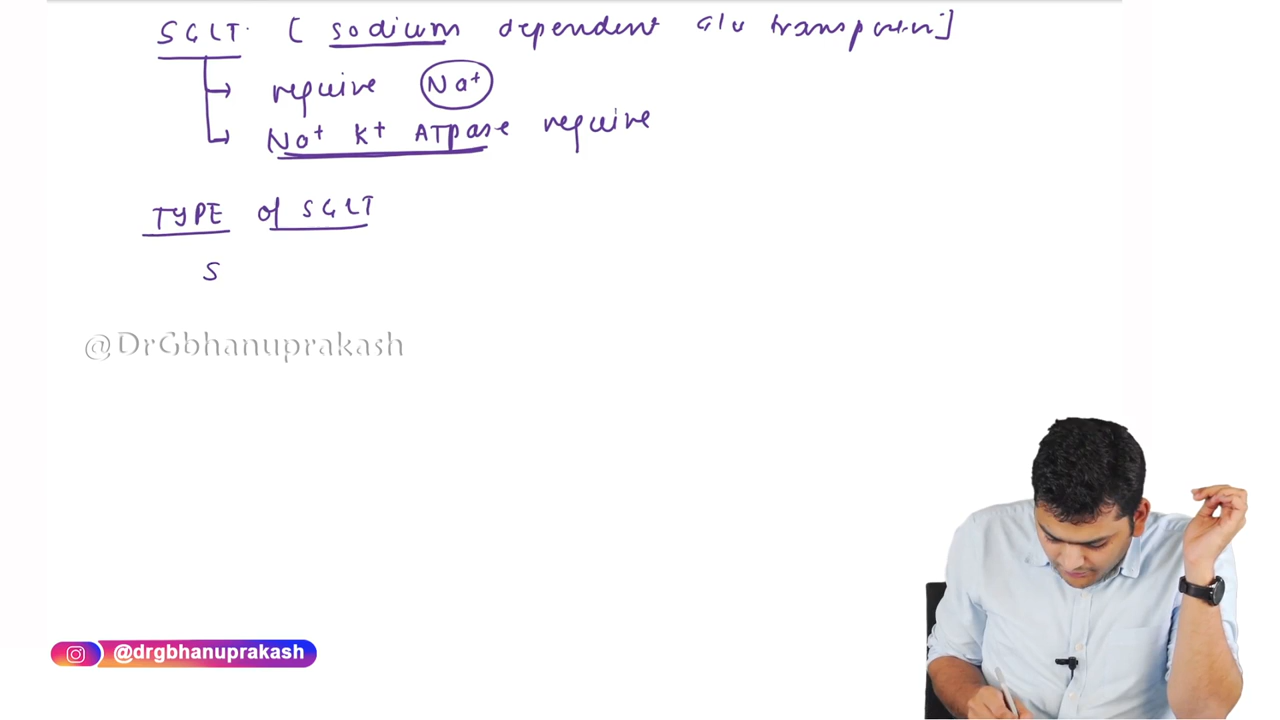 SGLT. [ sodium dependent Glu transporter]
require Na+
Na+ K+ ATpase require
TYPE of SGLT
S
@DrGbhanuprakash
@drgbhanuprakash